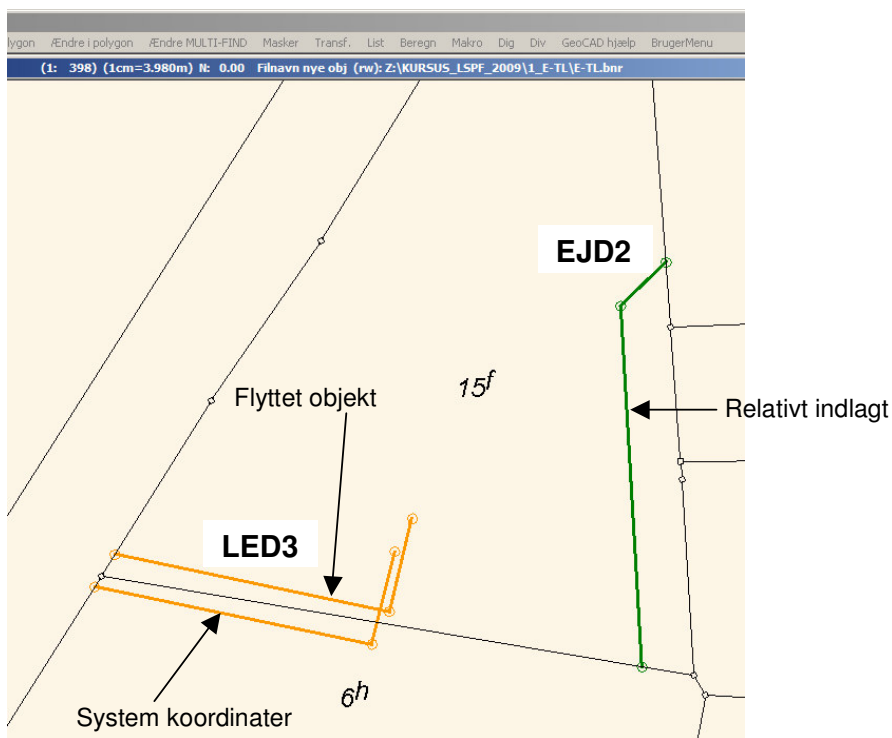 lygon Ændre i polygon Ændre MULTI-FIND Masker Transf. List Beregn Makro Dig Div GeoCAD hjælp BrugerMenu
(1: 398) (1cm=3.980m) N: 0.00 Filnavn nye obj (rw): Z:\KURSUS_LSPF_2009\1_E-TL\E-TL.bnr
EJD2
15f
Flyttet objekt
Relativt indlagt
LED3
6h
System koordinater